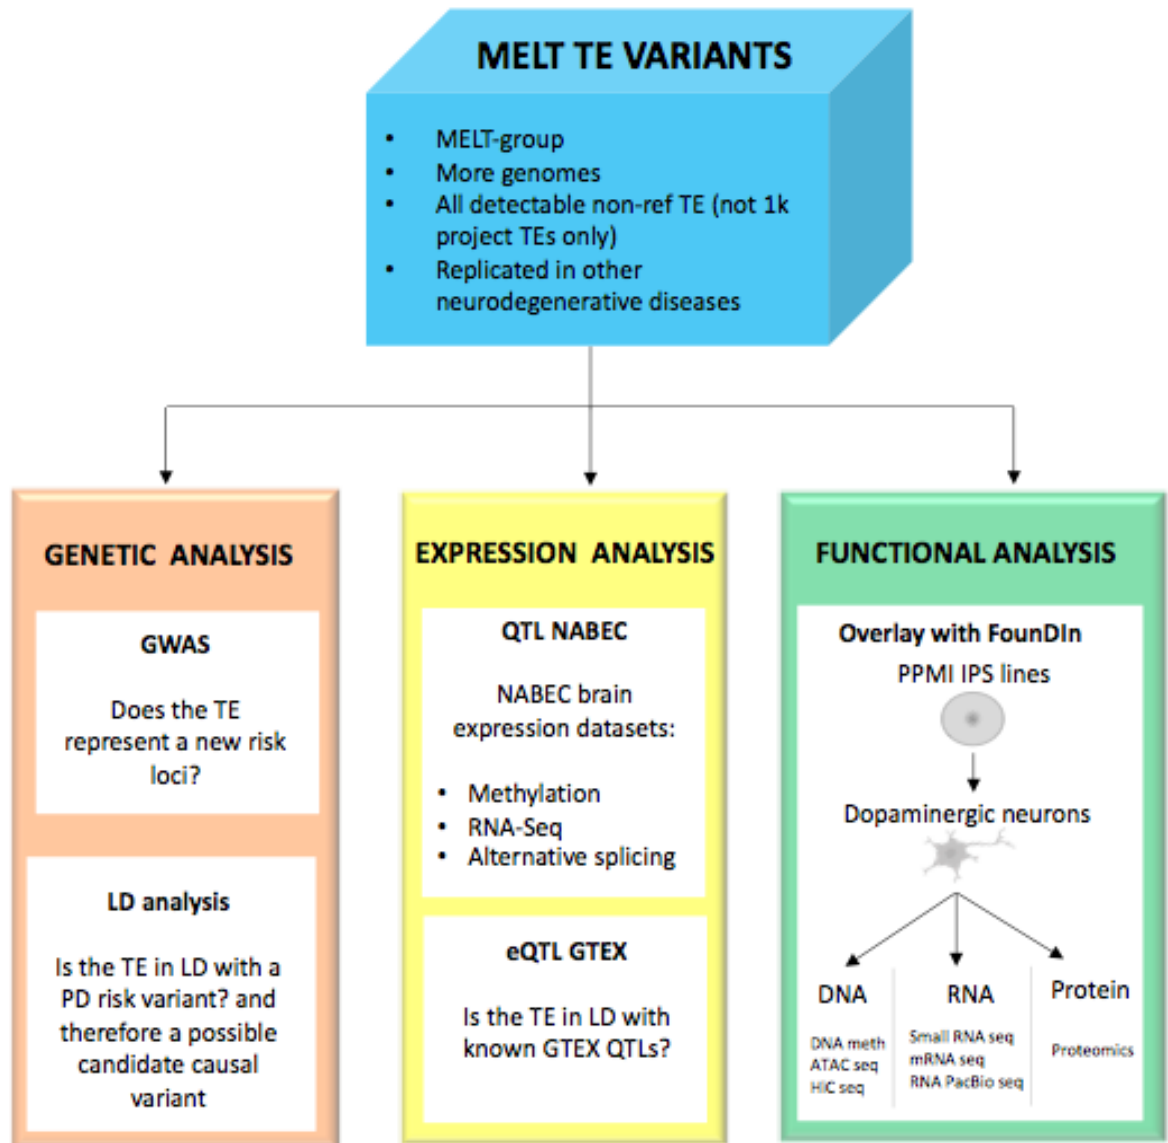 MELT TE VARIANTS
• MELT-group
• More genomes
• All detectable non-ref TE (not 1k
project TEs only)
• Replicated in other
neurodegenerative diseases
GENETIC ANALYSIS
GWAS
Does the TE
represent a new risk
loci?
LD analysis
Is the TE in LD with a
PD risk variant? and
therefore a possible
candidate causal
variant
EXPRESSION ANALYSIS
QTL NABEC
NABEC brain
expression datasets:
• Methylation
• RNA-Seq
• Alternative splicing
eQTL GTEX
Is the TE in LD with
known GTEX QTLs?
FUNCTIONAL ANALYSIS
Overlay with FounDIn
PPMI IPS lines
Dopaminergic neurons
DNA
DNA meth
ATAC seq
HIC seq
RNA
Small RNA seq
mRNA seq
RNA PacBio seq
Protein
Proteomics